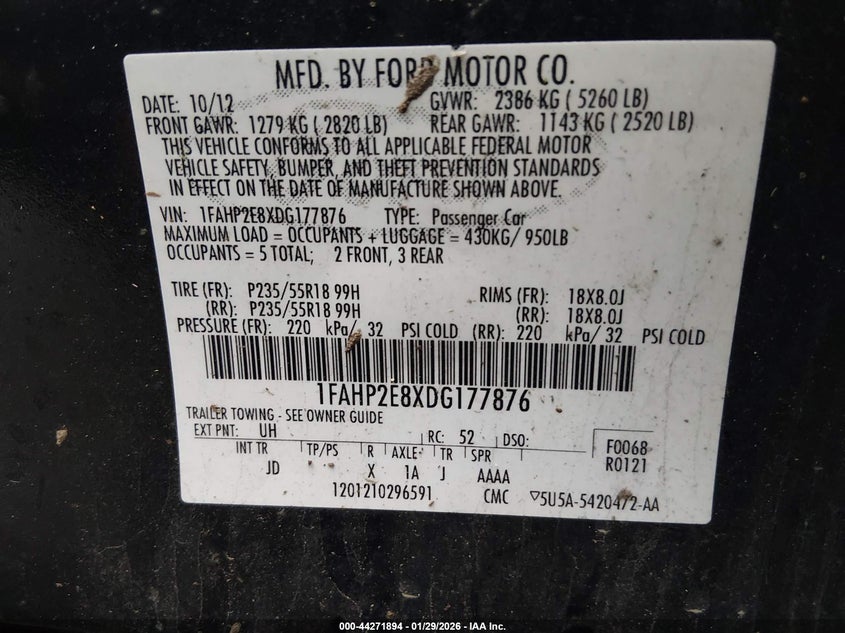 MFD. BY FORD MOTOR CO.
DATE: 10/12 GVWR: 2386 KG ( 5260 LB)
FRONT GAWR: 1279 KG ( 2820 LB) REAR GAWR: 1143 KG ( 2520 LB)
THIS VEHICLE CONFORMS TO ALL APPLICABLE FEDERAL MOTOR
VEHICLE SAFETY, BUMPER, AND THEFT PREVENTION STANDARDS
IN EFFECT ON THE DATE OF MANUFACTURE SHOWN ABOVE.
VIN: 1FAHP2E8XDG177876 TYPE: Passenger Car
MAXIMUM LOAD = OCCUPANTS + LUGGAGE = 430KG/ 950LB
OCCUPANTS = 5 TOTAL; 2 FRONT, 3 REAR
TIRE (FR): P235/55R18 99H RIMS (FR): 18X8.0J
(RR): P235/55R18 99H (RR): 18X8.0J
PRESSURE (FR): 220 kPa/ 32 PSI COLD (RR): 220 kPa/ 32 PSI COLD
1FAHP2E8XDG177876
TRAILER TOWING - SEE OWNER GUIDE
EXT PNT: UH RC: 52 DSO: F0068
INT TR TP/PS R AXLE TR SPR R0121
JD X 1A J AAAA
1201210296591 CMC ▽5U5A-5420472-AA
000-44271894 - 01/29/2026 - IAA Inc.